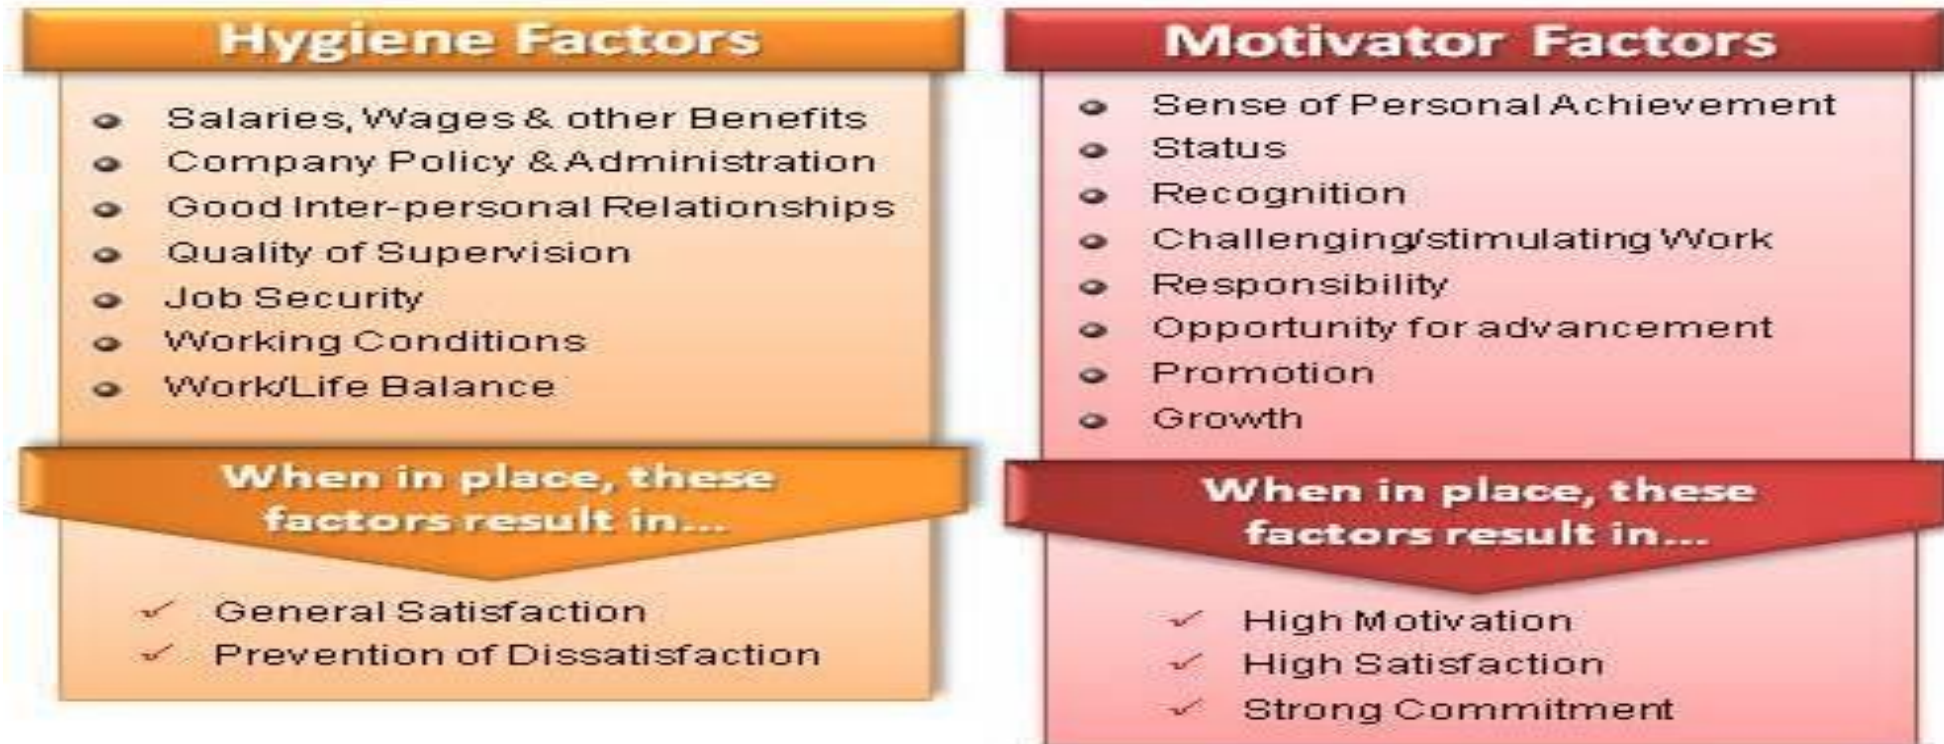 Hygiene Factors
Salaries, Wages & other Benefits
Company Policy & Administration
Good Inter-personal Relationships
Quality of Supervision
Job Security
Working Conditions
Work/Life Balance
When in place, these
factors result in...
General Satisfaction
Prevention of Dissatisfaction
Motivator Factors
Sense of Personal Achievement
Status
Recognition
Challenging/stimulating Work
Responsibility
Opportunity for advancement
Promotion
Growth
When in place, these
factors result in...
High Motivation
High Satisfaction
Strong Commitment